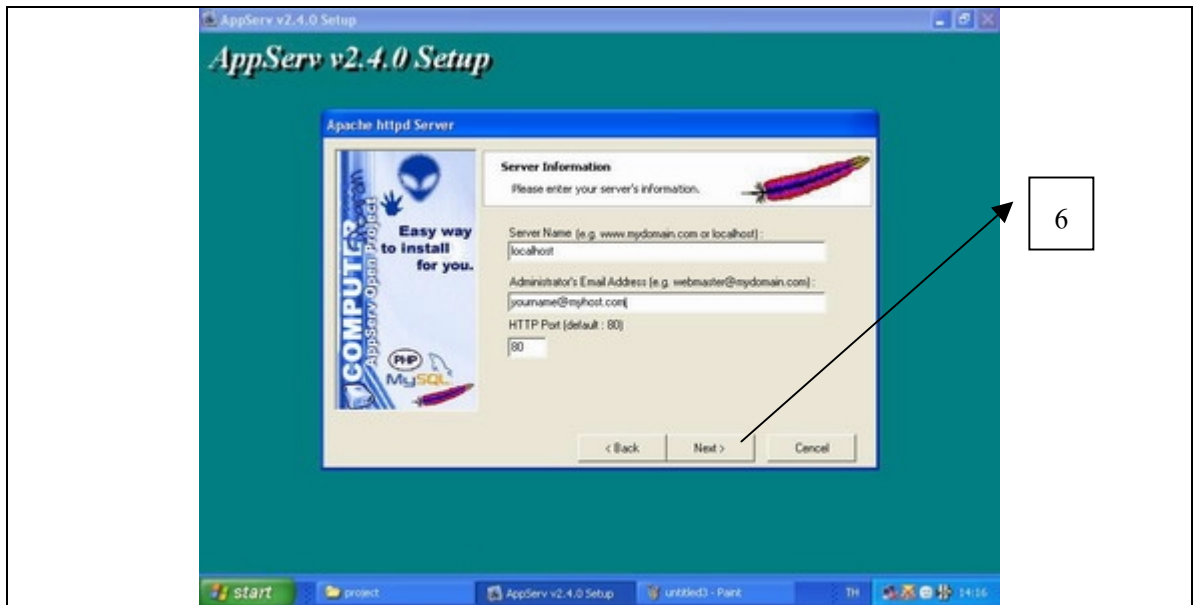 AppServ v2.4.0 Setup
AppServ v2.4.0 Setup
Apache httpd Server
Server Information
Please enter your server's information.
COMPUTER
AppServ Open Project
Easy way
to install
for you.
PHP
MySQL
Server Name (e.g. www.mydomain.com or localhost) :
localhost
Administrator's Email Address (e.g. webmaster@mydomain.com) :
yourname@myhost.com
HTTP Port (default : 80)
80
< Back
Next >
Cancel
6
start
project
AppServ v2.4.0 Setup
untitled3 - Paint
TH
14:16